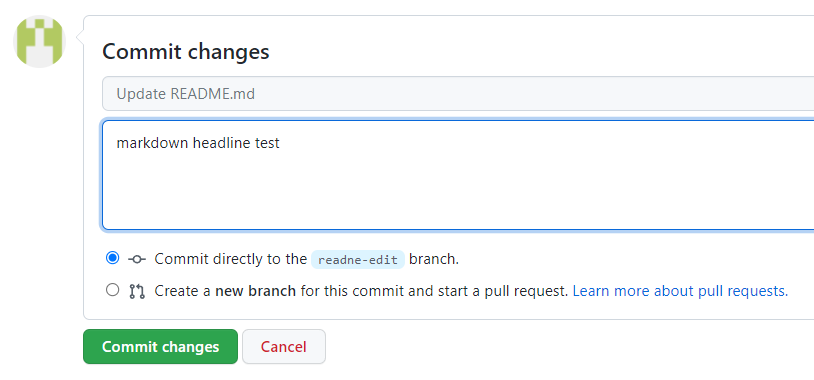 Commit changes
Update README.md
markdown headline test
Commit directly to the readne-edit branch.
Create a new branch for this commit and start a pull request. Learn more about pull requests.
Commit changes Cancel